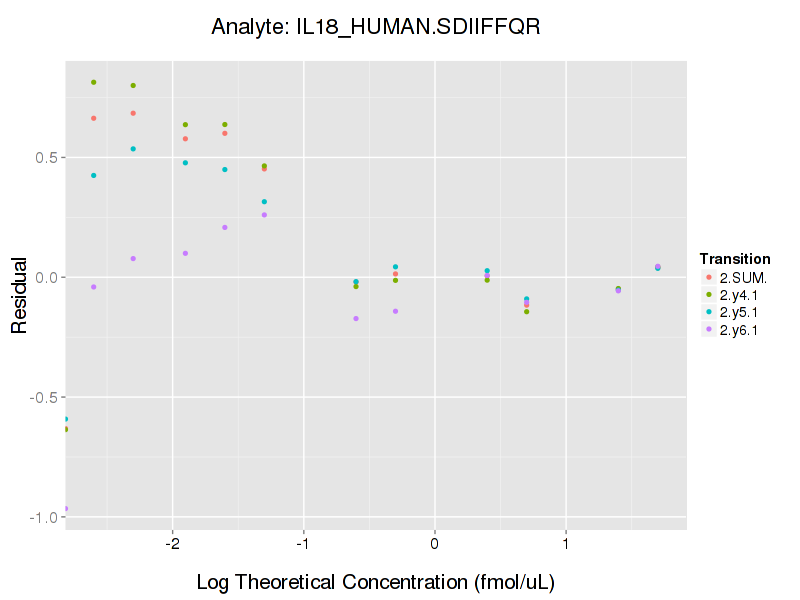 Analyte: IL18_HUMAN.SDIIFFQR
Residual
0.5
0.0
-0.5
-1.0
-2
-1
0
1
Log Theoretical Concentration (fmol/uL)
Transition
2.SUM.
2.y4.1
2.y5.1
2.y6.1